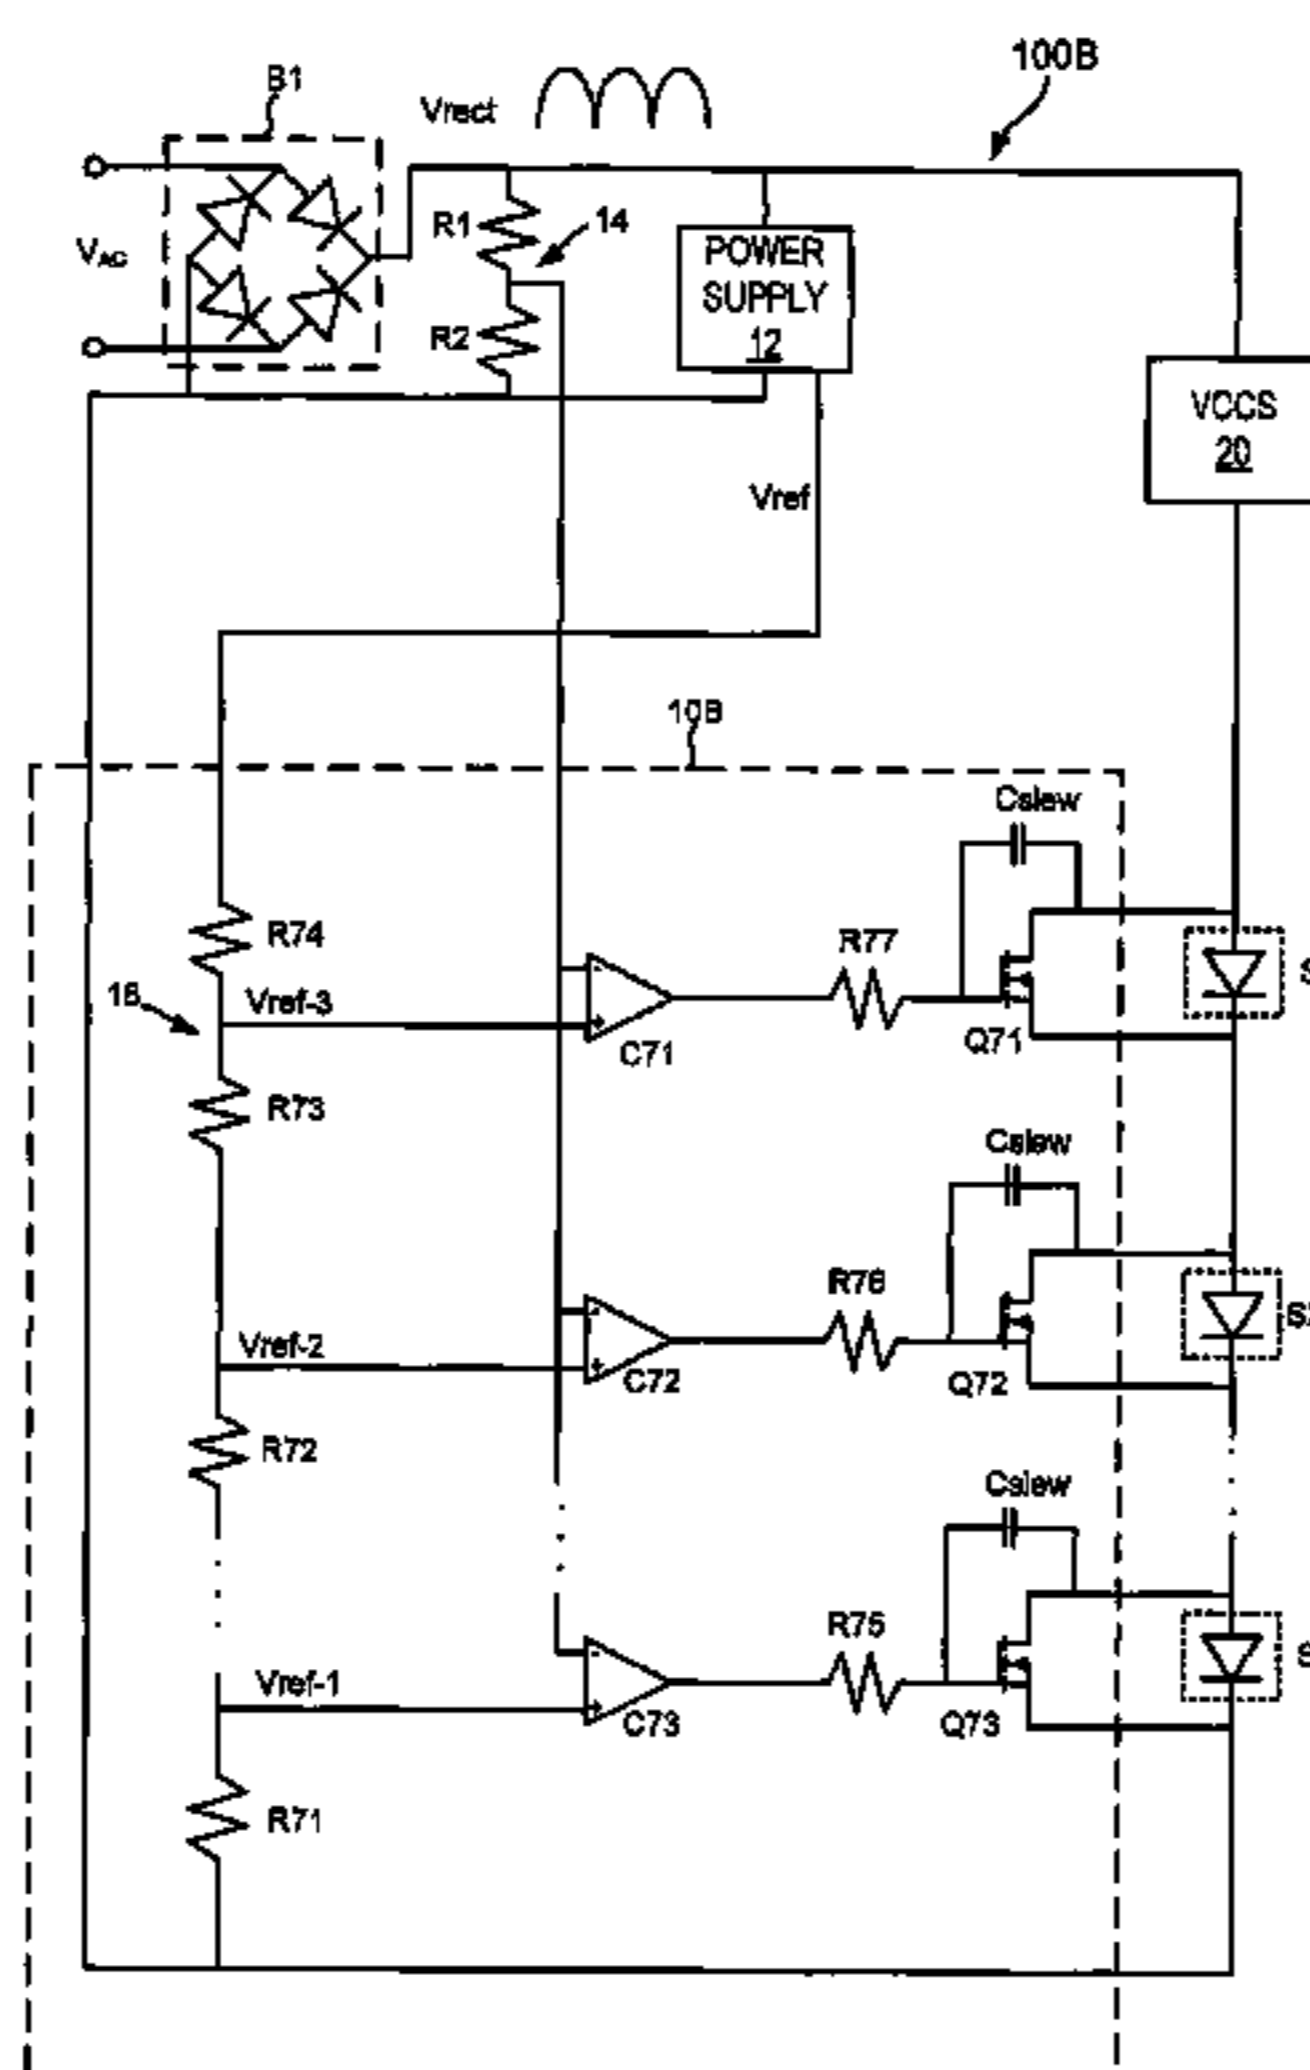 100B
B1
Vrect
R1
14
VAC
POWER
SUPPLY
12
R2
VCCS
20
Vref
10B
Cslew
R74
R77
16
Vref-3
Q71
C71
R73
Cslew
R76
Vref-2
C72
Q72
R72
Cslew
R75
Vref-1
C73
Q73
R71